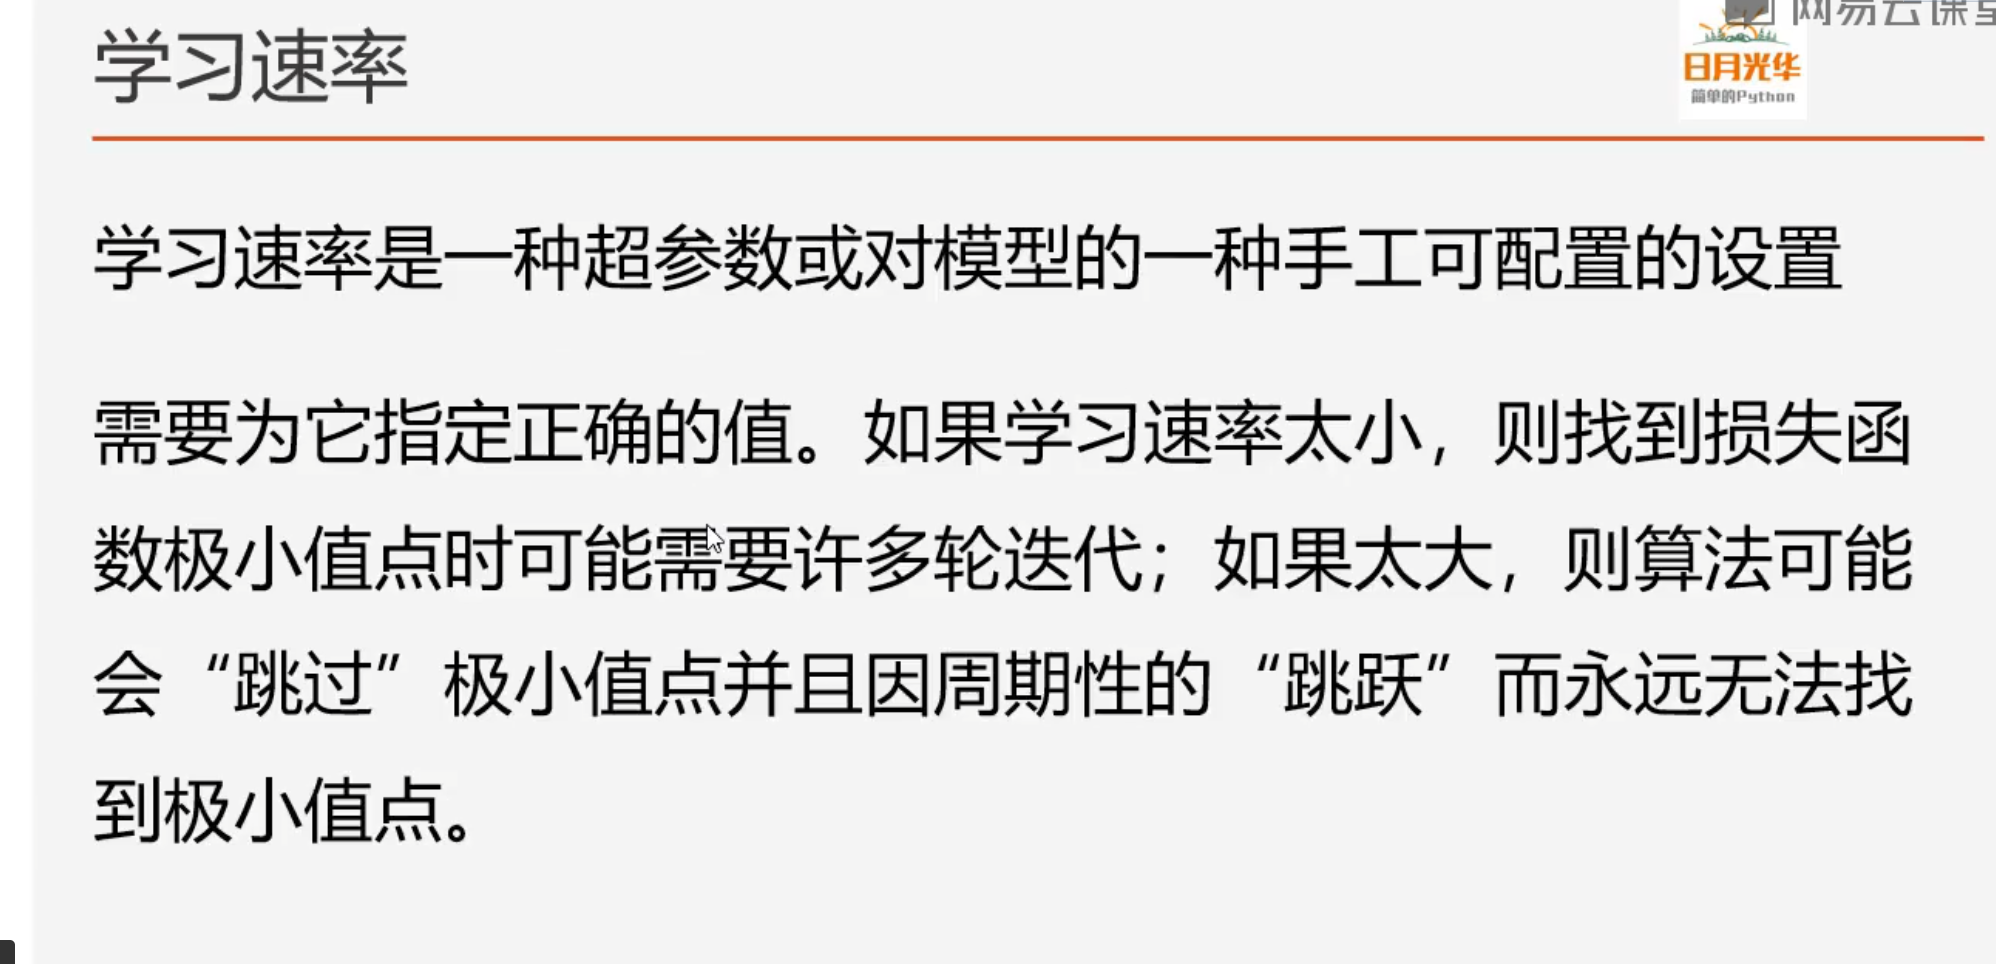 网易云课堂
学习速率
日月光华
简单的Python
学习速率是一种超参数或对模型的一种手工可配置的设置
需要为它指定正确的值。如果学习速率太小，则找到损失函
数极小值点时可能需要许多轮迭代；如果太大，则算法可能
会“跳过”极小值点并且因周期性的“跳跃”而永远无法找
到极小值点。